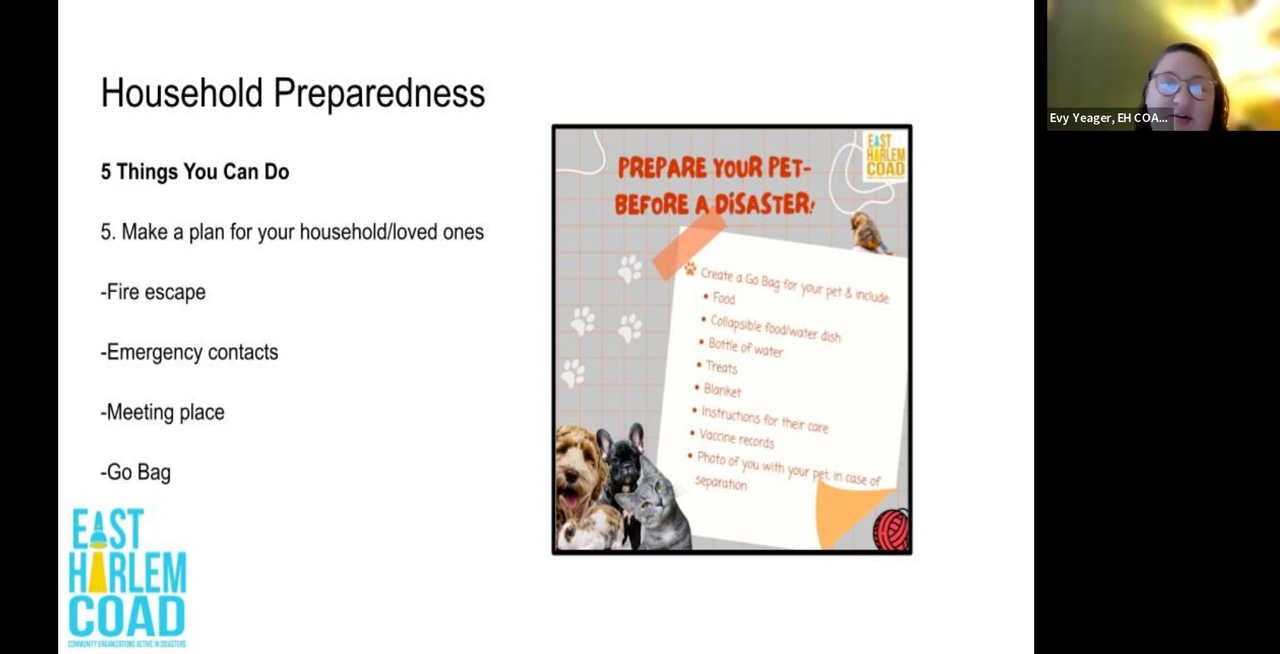 Household Preparedness
5 Things You Can Do
5. Make a plan for your household/loved ones
-Fire escape
-Emergency contacts
-Meeting place
-Go Bag
EAST
HARLEM
COAD
COMMUNITY ORGANIZATIONS ACTIVE IN DISASTERS
PREPARE YOUR PET-
BEFORE A DISASTER!
EAST
HARLEM
COAD
Create a Go Bag for your pet & include
• Food
• Collapsible food/water dish
• Bottle of water
• Treats
• Blanket
• Instructions for their care
• Vaccine records
• Photo of you with your pet, in case of
separation
Evy Yeager, EH COA...